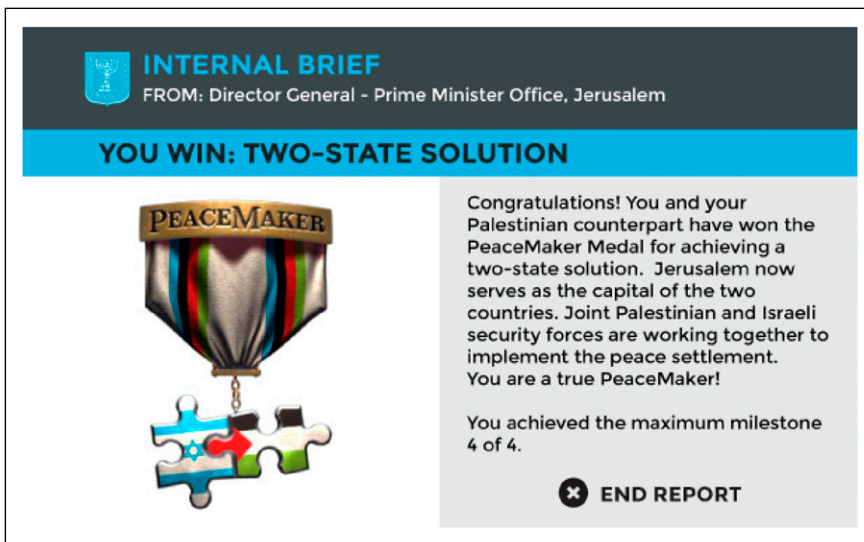 INTERNAL BRIEF
FROM: Director General - Prime Minister Office, Jerusalem
YOU WIN: TWO-STATE SOLUTION
PEACEMAKER
Congratulations! You and your
Palestinian counterpart have won the
PeaceMaker Medal for achieving a
two-state solution. Jerusalem now
serves as the capital of the two
countries. Joint Palestinian and Israeli
security forces are working together to
implement the peace settlement.
You are a true PeaceMaker!
You achieved the maximum milestone
4 of 4.
END REPORT